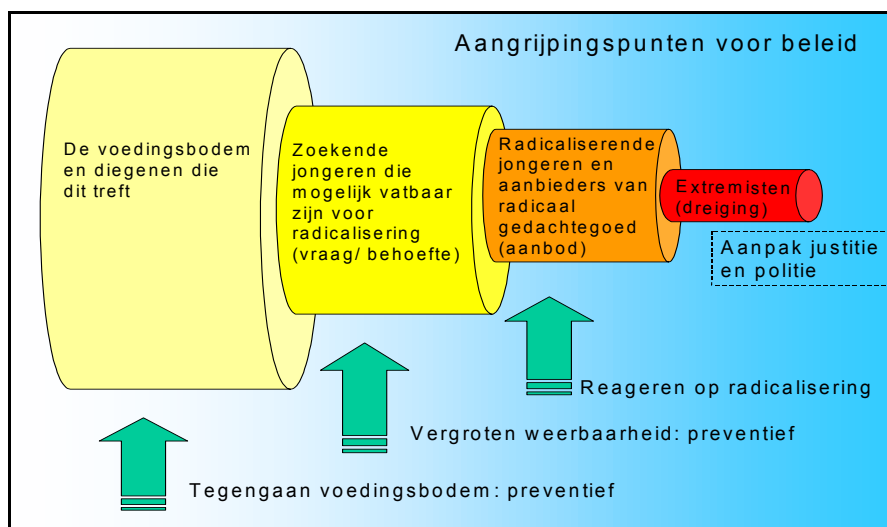 Aangrijpingspunten voor beleid
De voedingsbodem
en diegenen die
dit treft
Zoekende
jongeren die
mogelijk vatbaar
zijn voor
radicalisering
(vraag/ behoefte)
Radicaliserende
jongeren en
aanbieders van
radicaal
gedachtegoed
(aanbod)
Extremisten
(dreiging)
Aanpak justitie
en politie
Reageren op radicalisering
Vergroten weerbaarheid: preventief
Tegengaan voedingsbodem: preventief